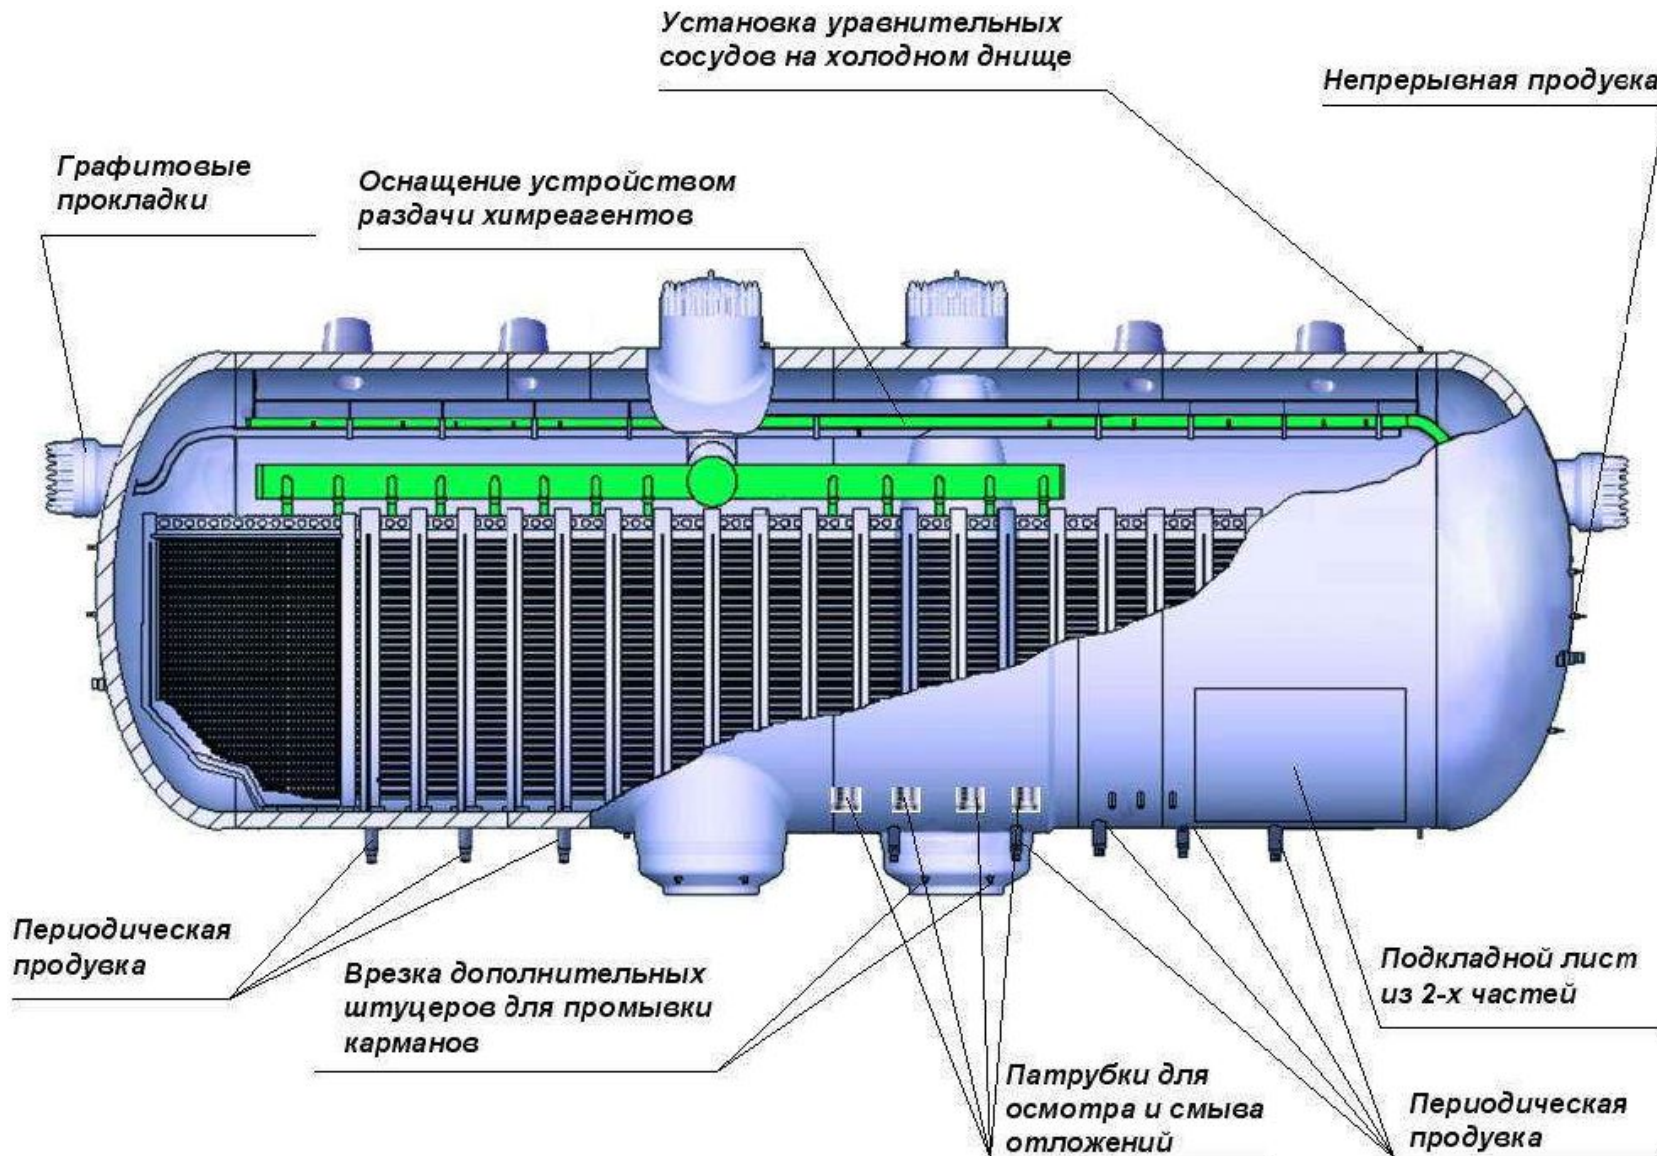 Установка уравнительных
сосудов на холодном днище
Непрерывная продувка
Графитовые
прокладки
Оснащение устройством
раздачи химреагентов
Периодическая
продувка
Врезка дополнительных
штуцеров для промывки
карманов
Патрубки для
осмотра и смыва
отложений
Подкладной лист
из 2-х частей
Периодическая
продувка